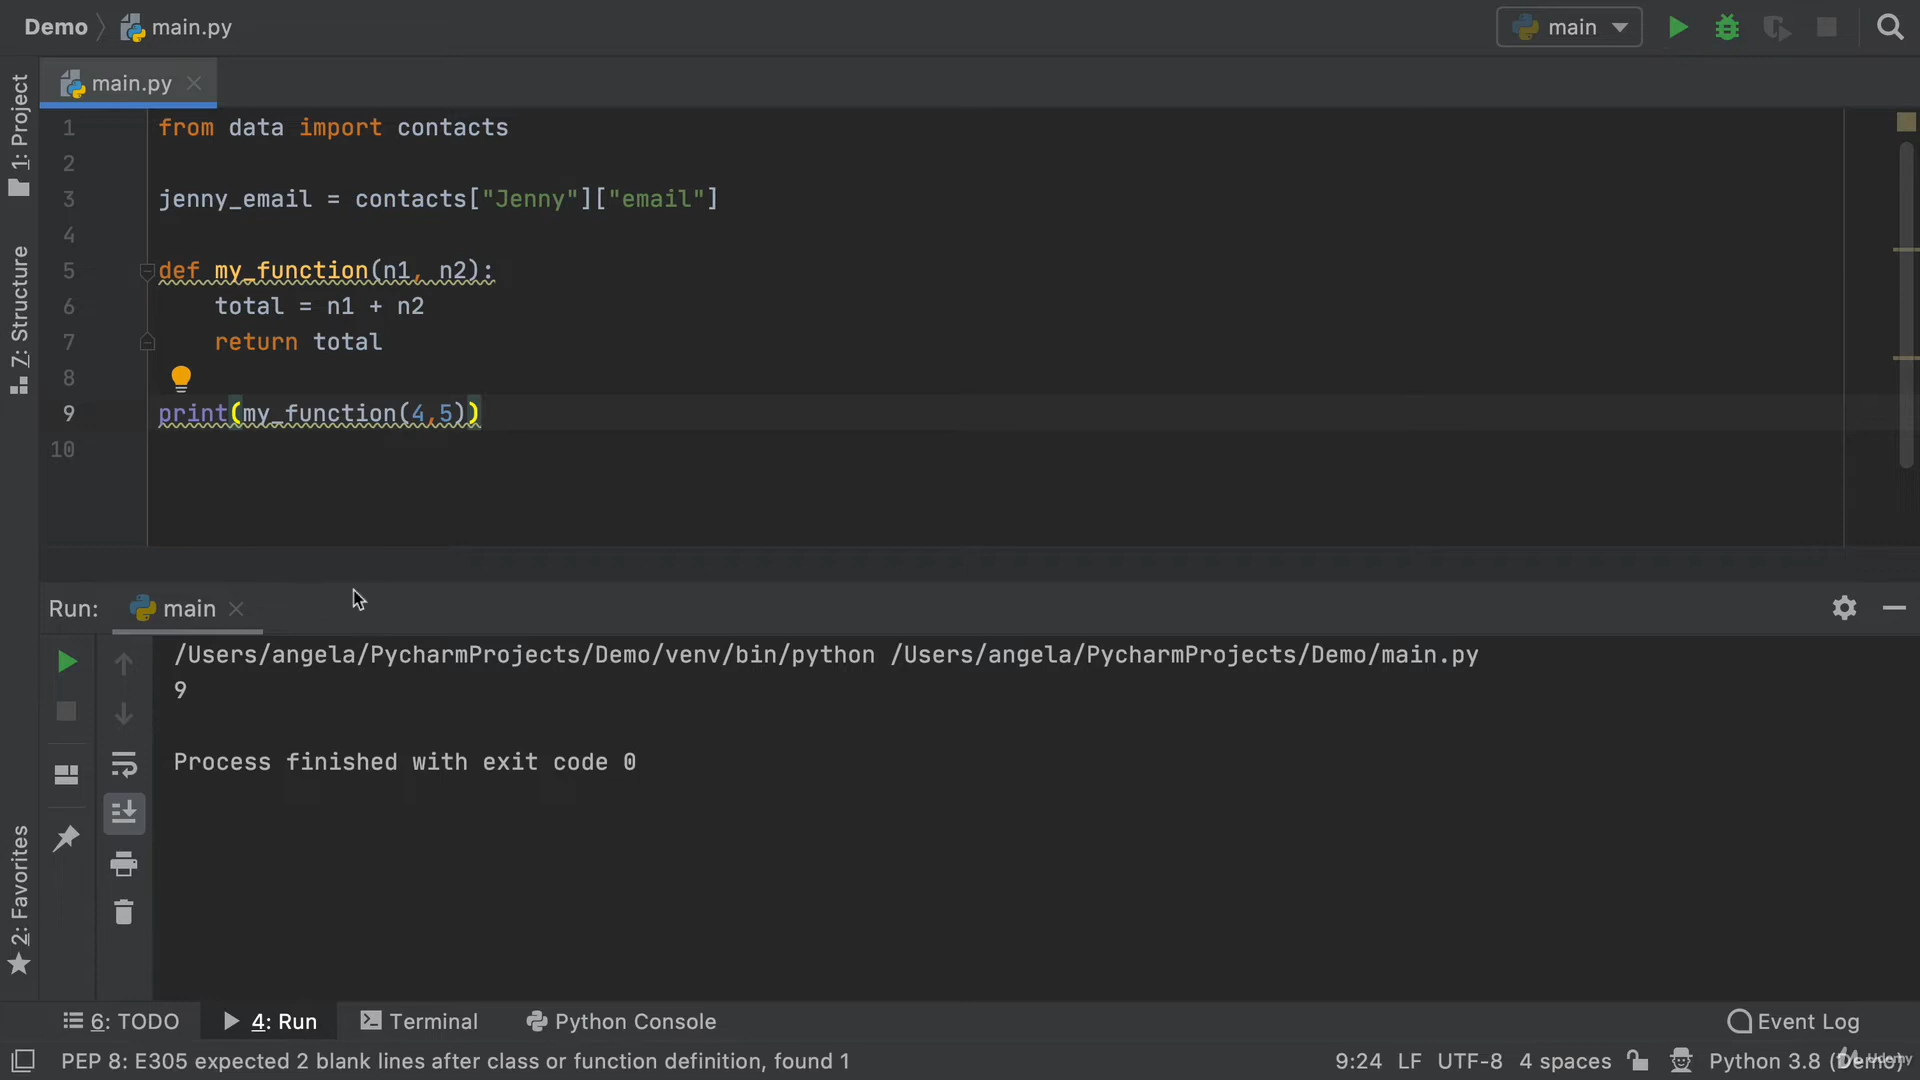 Demo main.py main
main.py
1: Project
Z: Structure
2: Favorites
1 from data import contacts
2
3 jenny_email = contacts["Jenny"]["email"]
4
5 def my_function(n1, n2):
6 total = n1 + n2
7 return total
8
9 print(my_function(4,5))
10
Run: main
/Users/angela/PycharmProjects/Demo/venv/bin/python /Users/angela/PycharmProjects/Demo/main.py
9
Process finished with exit code 0
6: TODO 4: Run Terminal Python Console Event Log
PEP 8: E305 expected 2 blank lines after class or function definition, found 1 9:24 LF UTF-8 4 spaces Python 3.8 (Demo)
Udemy